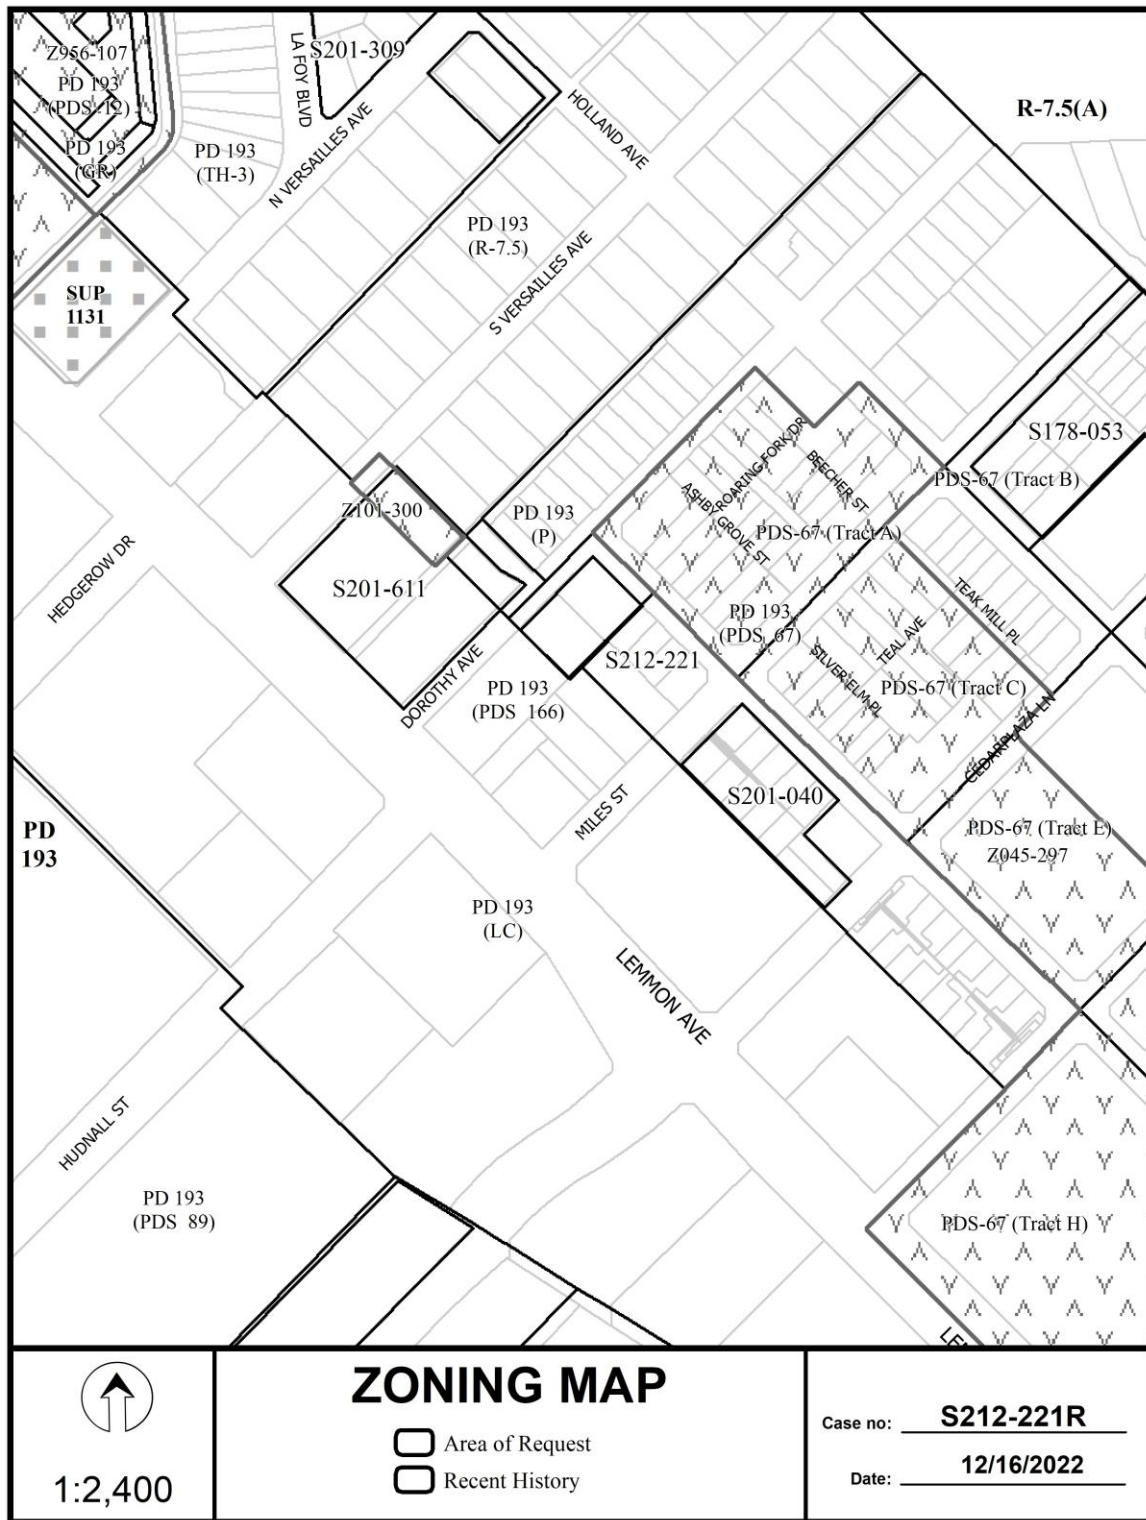 Z956-107
PD 193
(PDS 12)
PD 193
(GR)
PD 193
(TH-3)
LA FOY BLVD
S201-309
N VERSAILLES AVE
HOLLAND AVE
R-7.5(A)
PD 193
(R-7.5)
S VERSAILLES AVE
SUP
1131
S178-053
PDS-67 (Tract B)
ROARING FORK DR
BEECHER ST
ASHBY GROVE ST
PDS-67 (Tract A)
Z101-300
PD 193
(P)
HEDGEROW DR
S201-611
PD 193
(PDS 67)
TEAK MILL PL
TEAL AVE
SILVER ELM PL
PDS-67 (Tract C)
S212-221
DOROTHY AVE
PD 193
(PDS 166)
CEDARPLAZA LN
S201-040
MILES ST
PD
193
PDS-67 (Tract E)
Z045-297
PD 193
(LC)
LEMMON AVE
HUDNALL ST
PD 193
(PDS 89)
PDS-67 (Tract H)
LEM
1:2,400
ZONING MAP
Area of Request
Recent History
Case no: S212-221R
Date: 12/16/2022